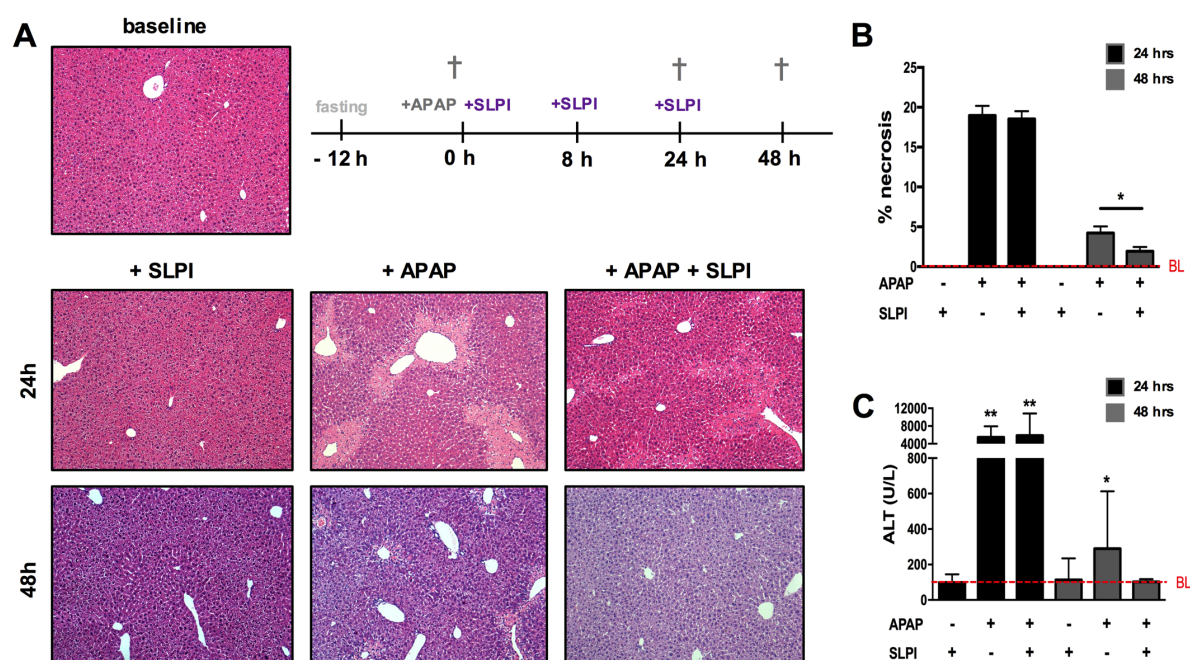 A
baseline
fasting
+APAP
+SLPI
+SLPI
+SLPI
- 12 h
0 h
8 h
24 h
48 h
† † †
+ SLPI
+ APAP
+ APAP + SLPI
24h
48h
B
24 hrs
48 hrs
% necrosis
25
20
15
10
5
0
*
BL
APAP - + + - + +
SLPI + - + + - +
C
24 hrs
48 hrs
ALT (U/L)
12000
8000
4000
800
600
400
200
0
** ** *
BL
APAP - + + - + +
SLPI + - + + - +